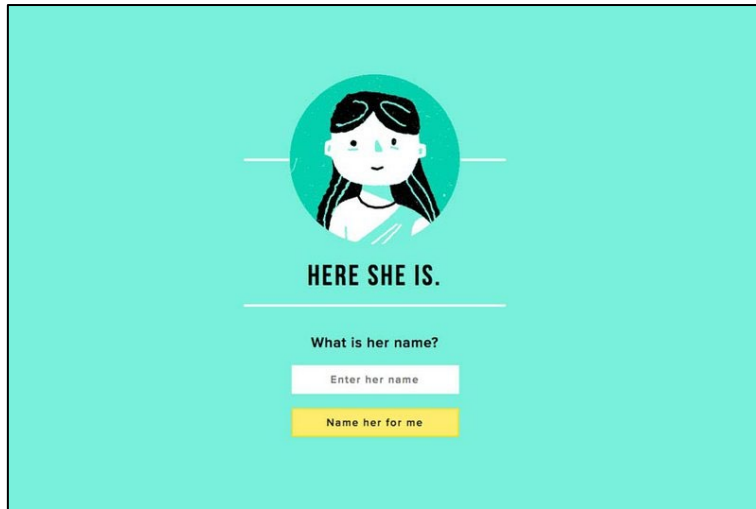 HERE SHE IS.
What is her name?
Enter her name
Name her for me